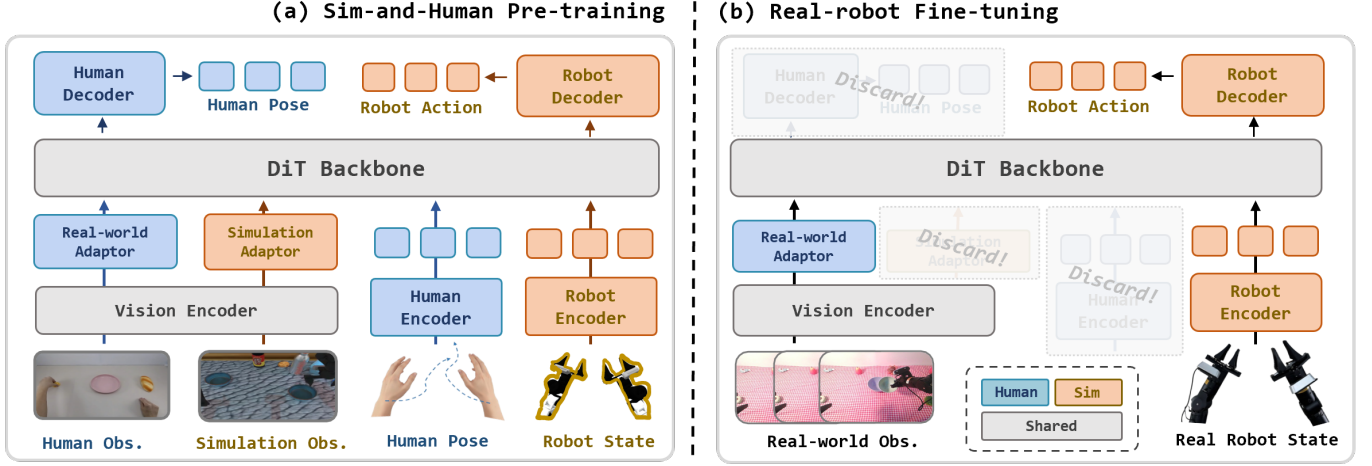 (a) Sim-and-Human Pre-training
Human
Decoder
Human Pose
Robot Action
Robot
Decoder
DiT Backbone
Real-world
Adaptor
Simulation
Adaptor
Vision Encoder
Human
Encoder
Robot
Encoder
Human Obs.
Simulation Obs.
Human Pose
Robot State
(b) Real-robot Fine-tuning
Human
Decoder
Discard!
Human Pose
Robot Action
Robot
Decoder
DiT Backbone
Real-world
Adaptor
Simulation
Adaptor
Discard!
Vision Encoder
Discard!
Human
Encoder
Robot
Encoder
Human
Sim
Shared
Real-world Obs.
Real Robot State